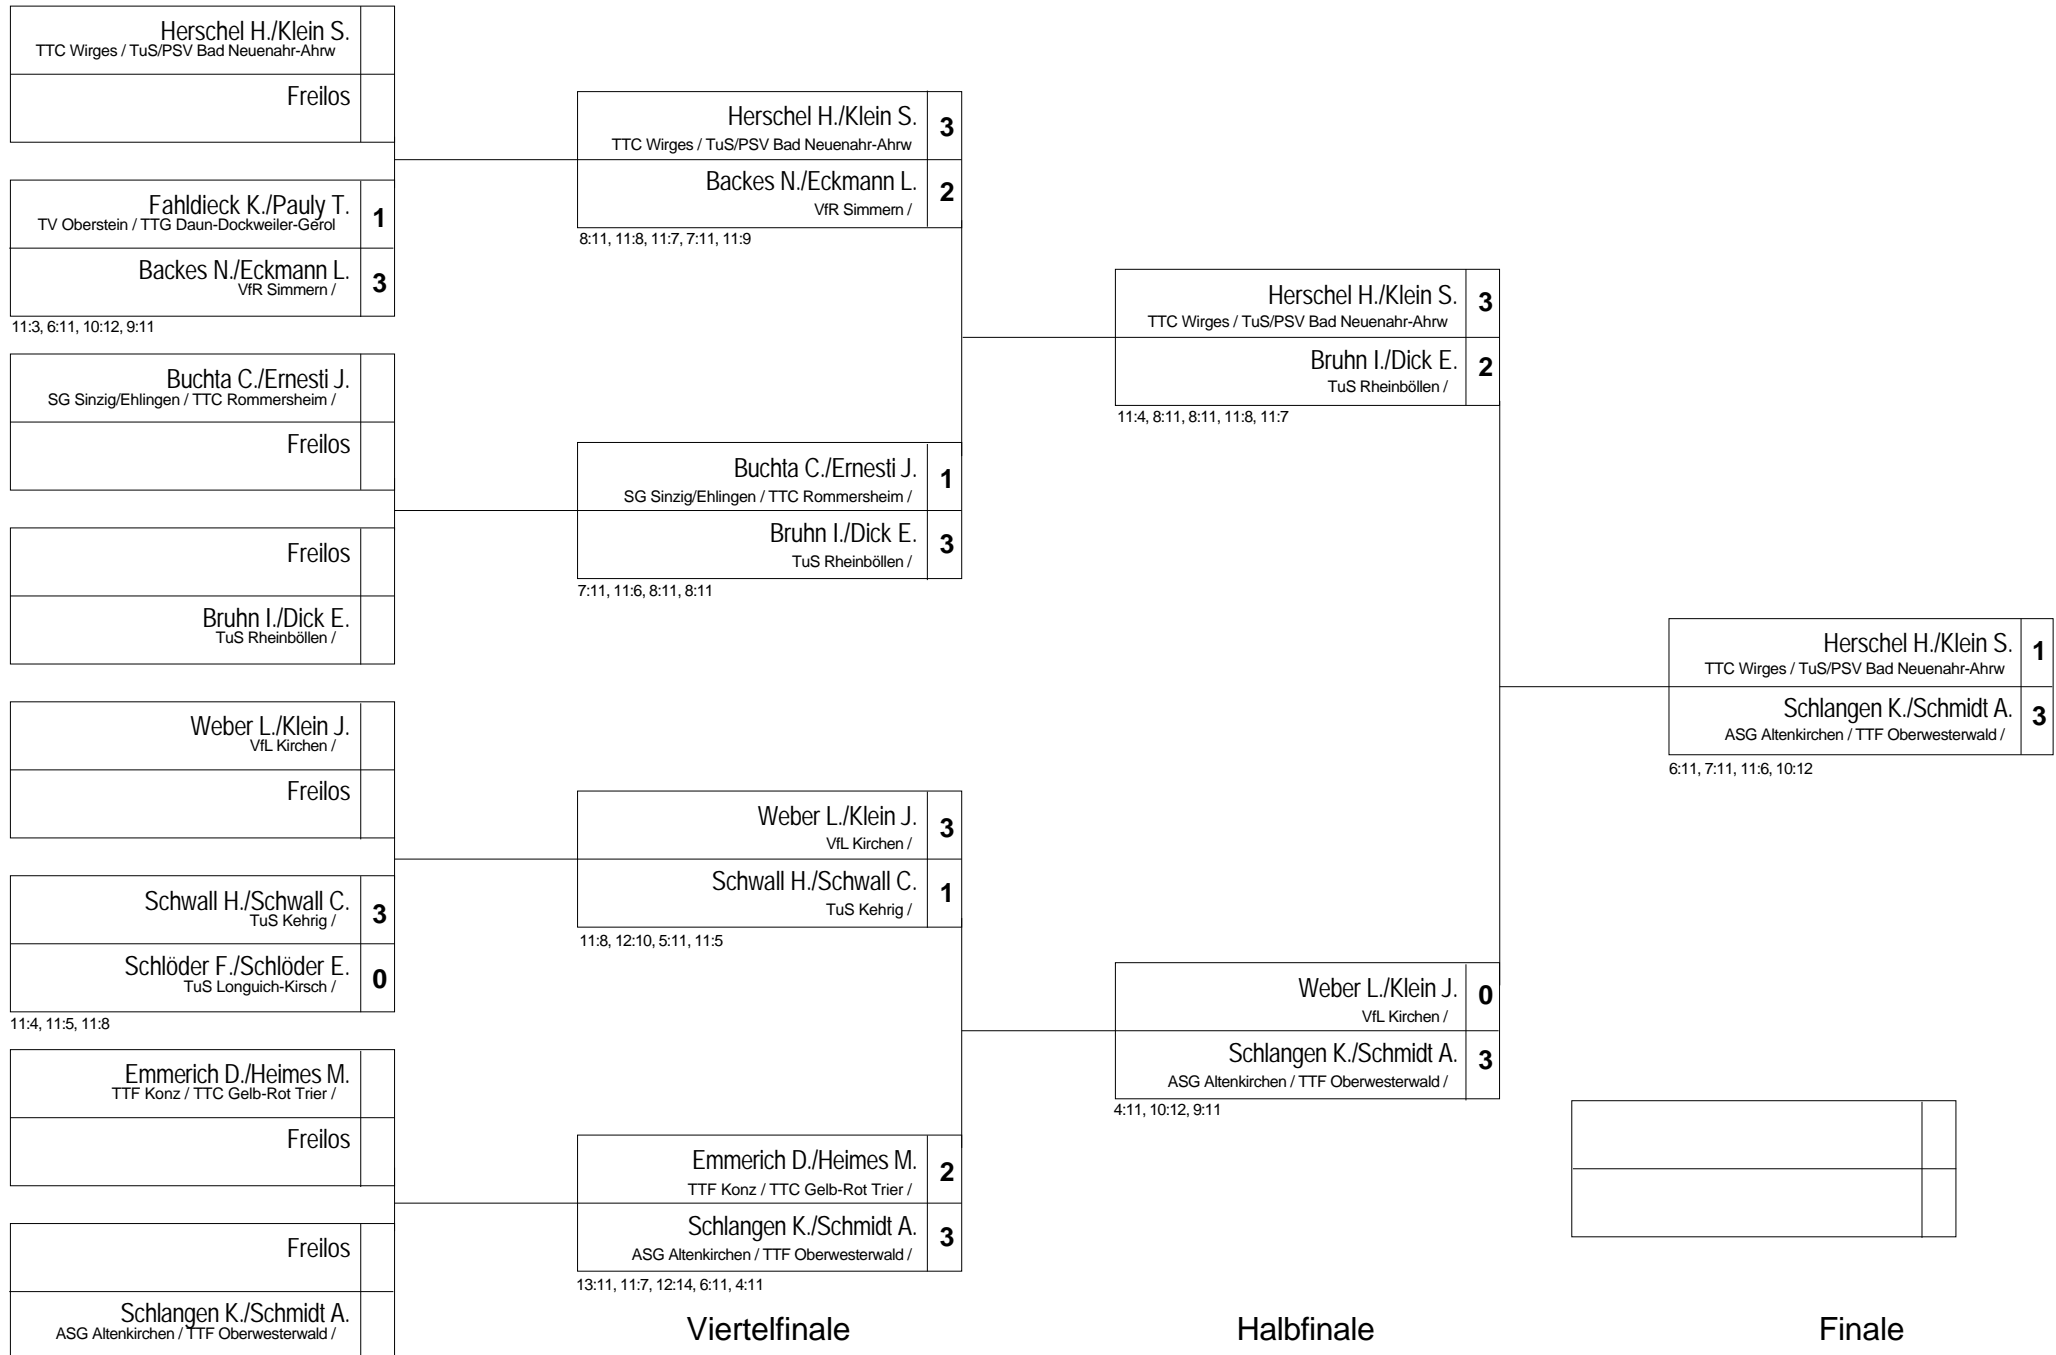 Herschel H./Klein S.
TTC Wirges / TuS/PSV Bad Neuenahr-Ahrw
Freilos
Fahldieck K./Pauly T.
1
TV Oberstein / TTG Daun-Dockweiler-Gerol
Backes N./Eckmann L.
3
VfR Simmern /
11:3, 6:11, 10:12, 9:11
Buchta C./Ernesti J.
SG Sinzig/Ehlingen / TTC Rommersheim /
Freilos
Freilos
Bruhn I./Dick E.
TuS Rheinböllen /
Weber L./Klein J.
VfL Kirchen /
Freilos
Schwall H./Schwall C.
3
TuS Kehrig /
Schlöder F./Schlöder E.
0
TuS Longuich-Kirsch /
11:4, 11:5, 11:8
Emmerich D./Heimes M.
TTF Konz / TTC Gelb-Rot Trier /
Freilos
Freilos
Schlangen K./Schmidt A.
ASG Altenkirchen / TTF Oberwesterwald /
Herschel H./Klein S.
3
TTC Wirges / TuS/PSV Bad Neuenahr-Ahrw
Backes N./Eckmann L.
2
VfR Simmern /
8:11, 11:8, 11:7, 7:11, 11:9
Buchta C./Ernesti J.
1
SG Sinzig/Ehlingen / TTC Rommersheim /
Bruhn I./Dick E.
3
TuS Rheinböllen /
7:11, 11:6, 8:11, 8:11
Weber L./Klein J.
3
VfL Kirchen /
Schwall H./Schwall C.
1
TuS Kehrig /
11:8, 12:10, 5:11, 11:5
Emmerich D./Heimes M.
2
TTF Konz / TTC Gelb-Rot Trier /
Schlangen K./Schmidt A.
3
ASG Altenkirchen / TTF Oberwesterwald /
13:11, 11:7, 12:14, 6:11, 4:11
Viertelfinale
Herschel H./Klein S.
3
TTC Wirges / TuS/PSV Bad Neuenahr-Ahrw
Bruhn I./Dick E.
2
TuS Rheinböllen /
11:4, 8:11, 8:11, 11:8, 11:7
Weber L./Klein J.
0
VfL Kirchen /
Schlangen K./Schmidt A.
3
ASG Altenkirchen / TTF Oberwesterwald /
4:11, 10:12, 9:11
Halbfinale
Herschel H./Klein S.
1
TTC Wirges / TuS/PSV Bad Neuenahr-Ahrw
Schlangen K./Schmidt A.
3
ASG Altenkirchen / TTF Oberwesterwald /
6:11, 7:11, 11:6, 10:12
Finale